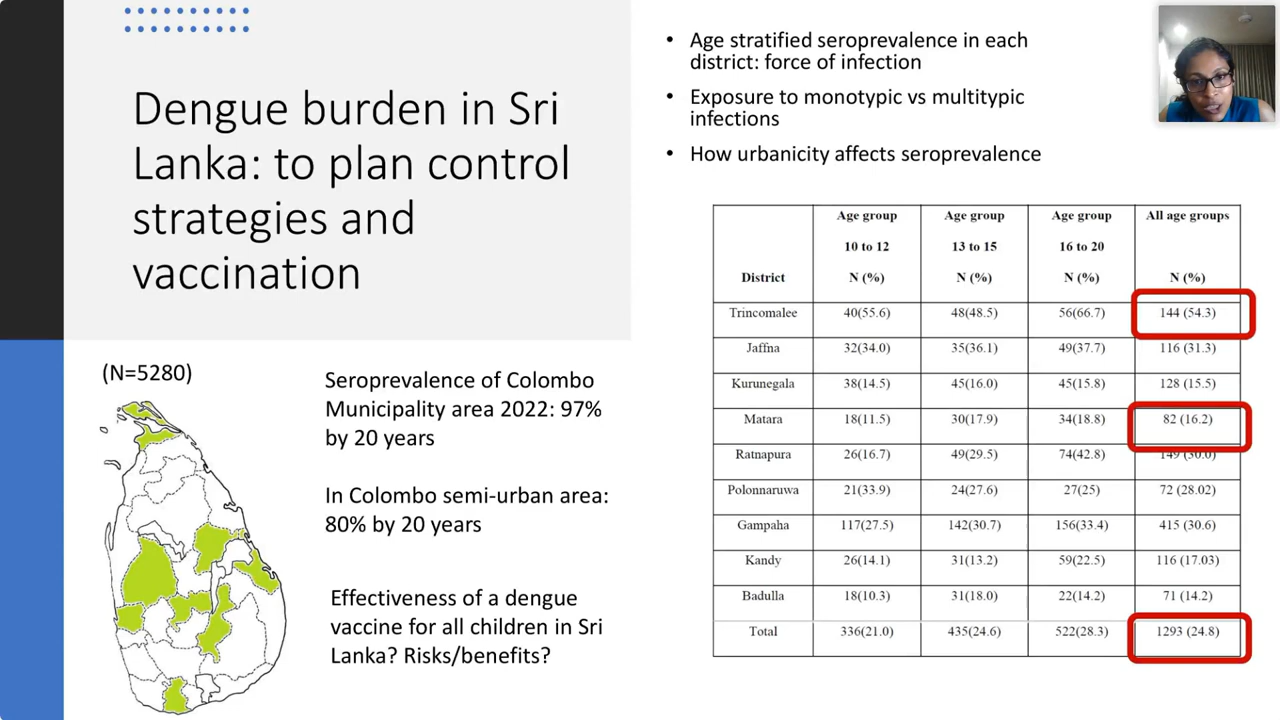 Dengue burden in Sri
Lanka: to plan control
strategies and
vaccination
(N=5280)
Seroprevalence of Colombo
Municipality area 2022: 97%
by 20 years
In Colombo semi-urban area:
80% by 20 years
Effectiveness of a dengue
vaccine for all children in Sri
Lanka? Risks/benefits?
• Age stratified seroprevalence in each
district: force of infection
• Exposure to monotypic vs multitypic
infections
• How urbanicity affects seroprevalence
Age group Age group Age group All age groups
10 to 12 13 to 15 16 to 20
District N (%) N (%) N (%) N (%)
Trincomalee 40(55.6) 48(48.5) 56(66.7) 144 (54.3)
Jaffna 32(34.0) 35(36.1) 49(37.7) 116 (31.3)
Kurunegala 38(14.5) 45(16.0) 45(15.8) 128 (15.5)
Matara 18(11.5) 30(17.9) 34(18.8) 82 (16.2)
Ratnapura 26(16.7) 49(29.5) 74(42.8) 149 (30.0)
Polonnaruwa 21(33.9) 24(27.6) 27(25) 72 (28.02)
Gampaha 117(27.5) 142(30.7) 156(33.4) 415 (30.6)
Kandy 26(14.1) 31(13.2) 59(22.5) 116 (17.03)
Badulla 18(10.3) 31(18.0) 22(14.2) 71 (14.2)
Total 336(21.0) 435(24.6) 522(28.3) 1293 (24.8)